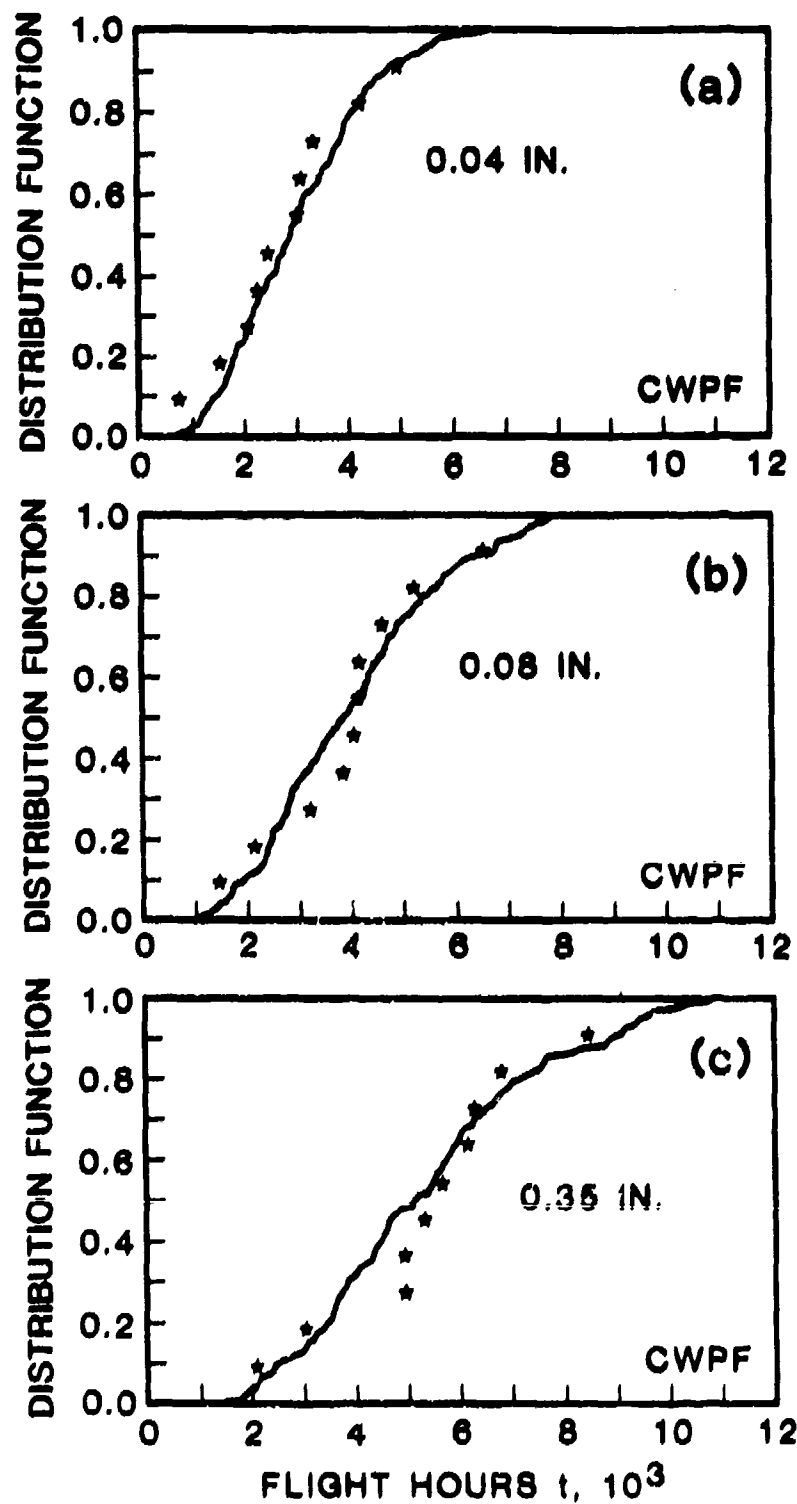 DISTRIBUTION FUNCTION
1.0
0.8
0.6
0.4
0.2
0.0
(a)
0.04 IN.
CWPF
0 2 4 6 8 10 12
DISTRIBUTION FUNCTION
1.0
0.8
0.6
0.4
0.2
0.0
(b)
0.08 IN.
CWPF
0 2 4 6 8 10 12
DISTRIBUTION FUNCTION
1.0
0.8
0.6
0.4
0.2
0.0
(c)
0.35 IN.
CWPF
0 2 4 6 8 10 12
FLIGHT HOURS t, 10³